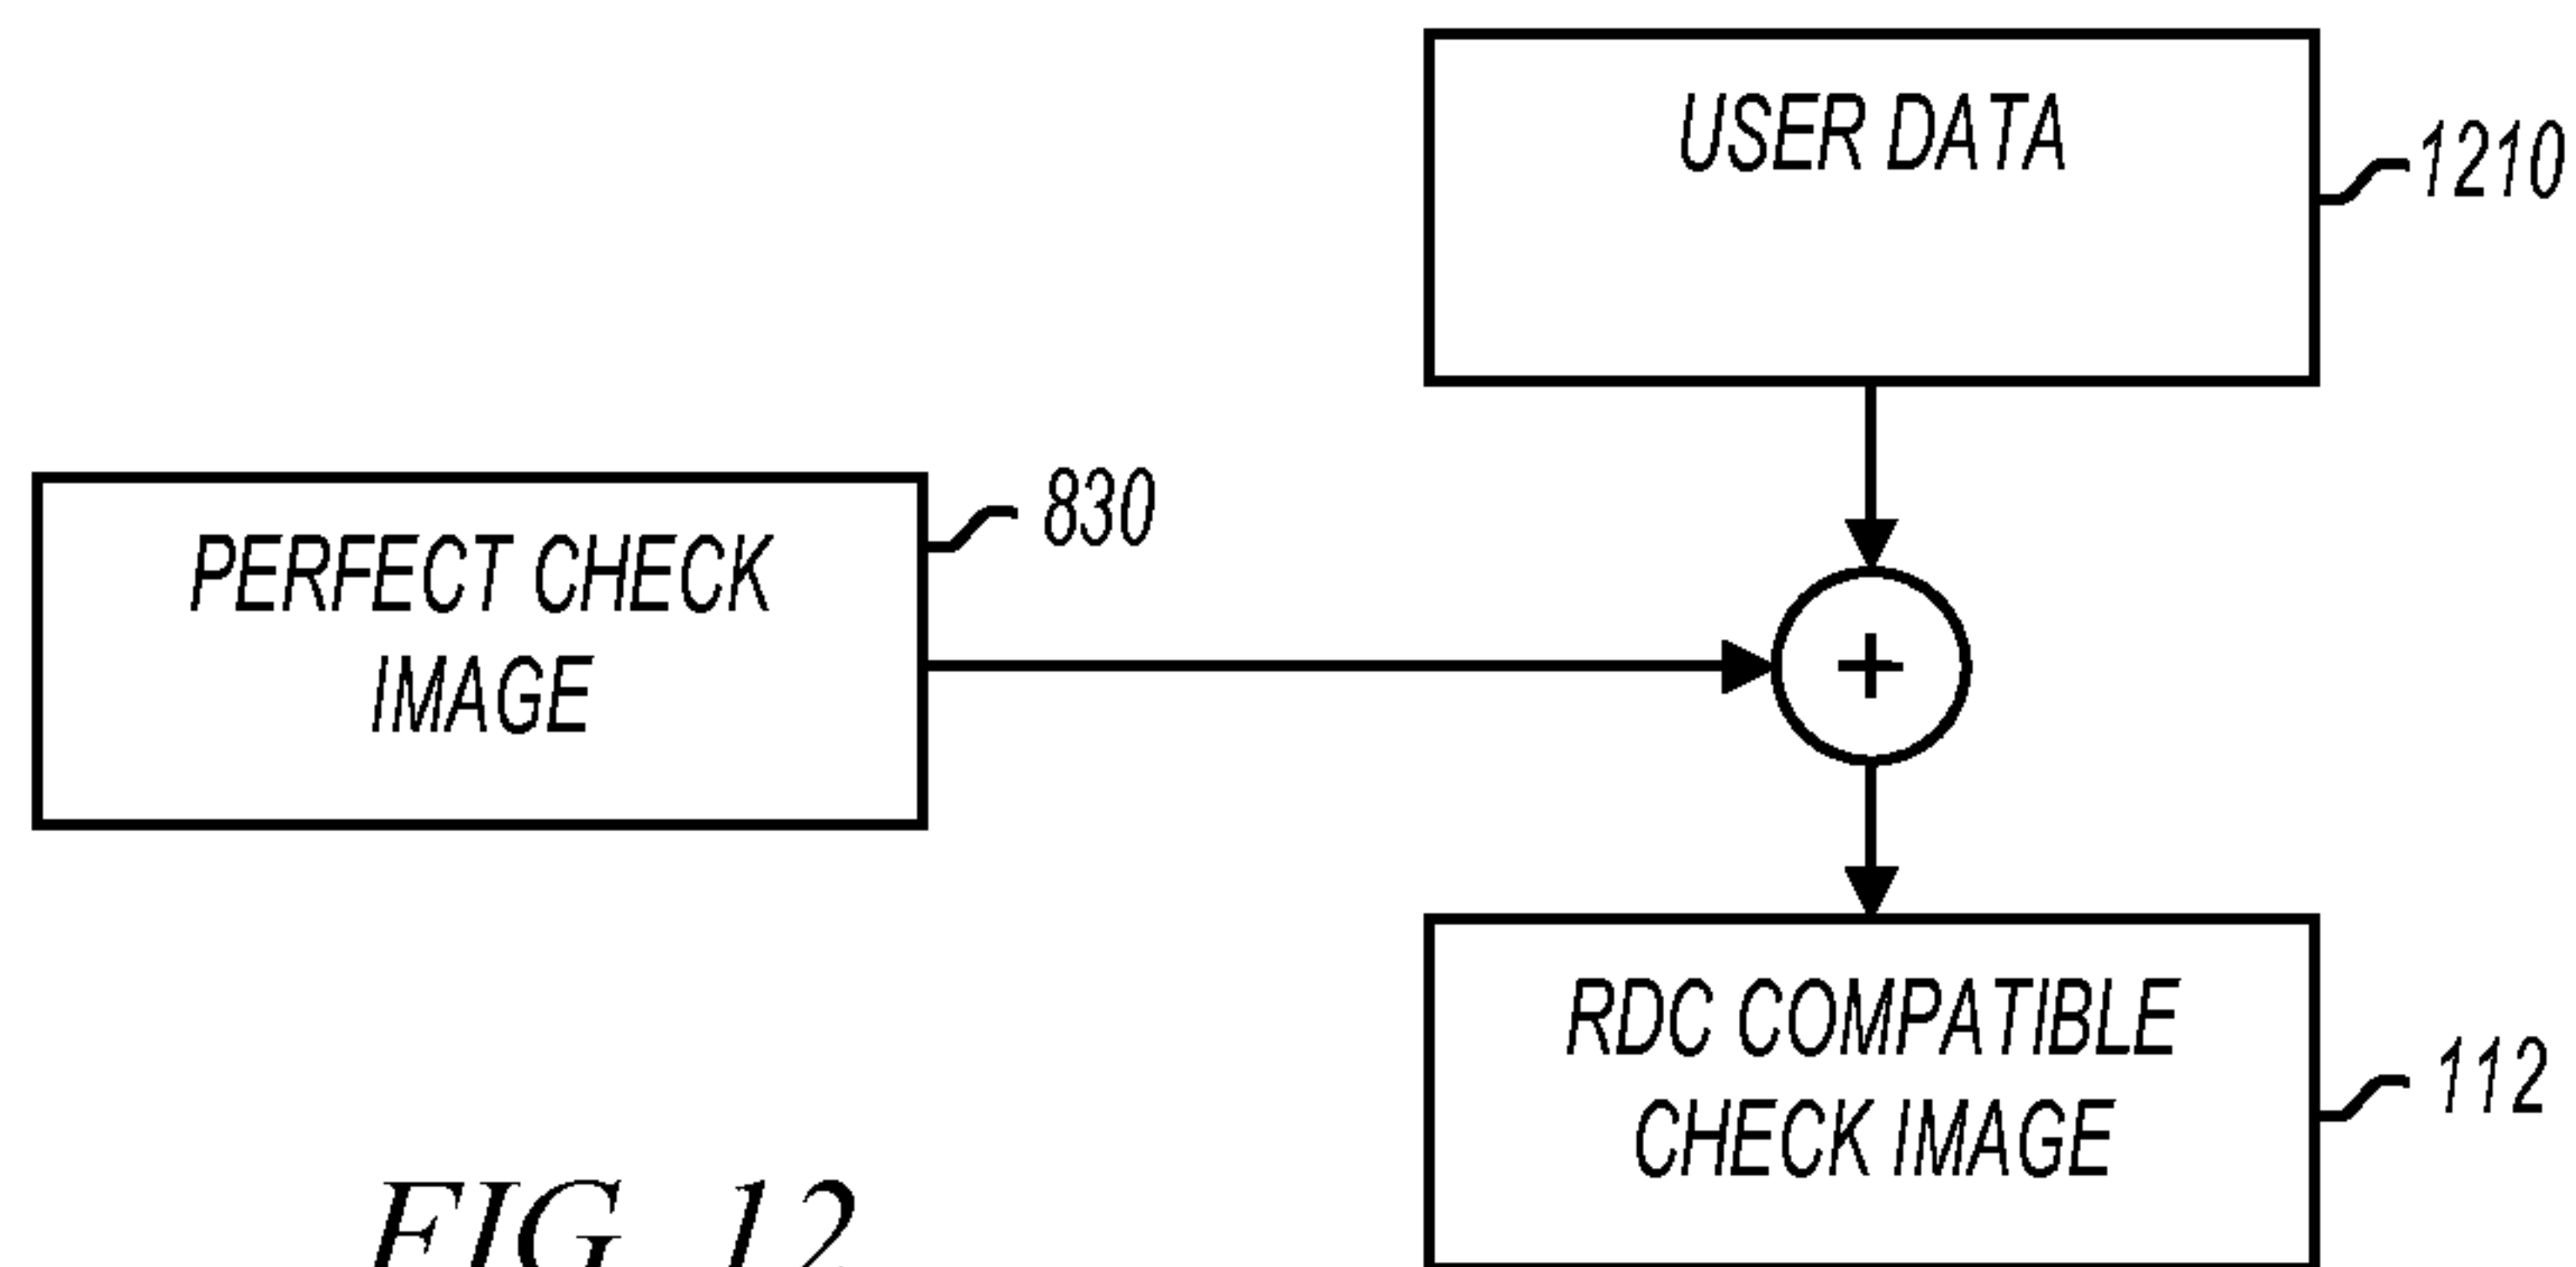 USER DATA
1210
PERFECT CHECK
IMAGE
830
+
RDC COMPATIBLE
CHECK IMAGE
112
FIG. 12